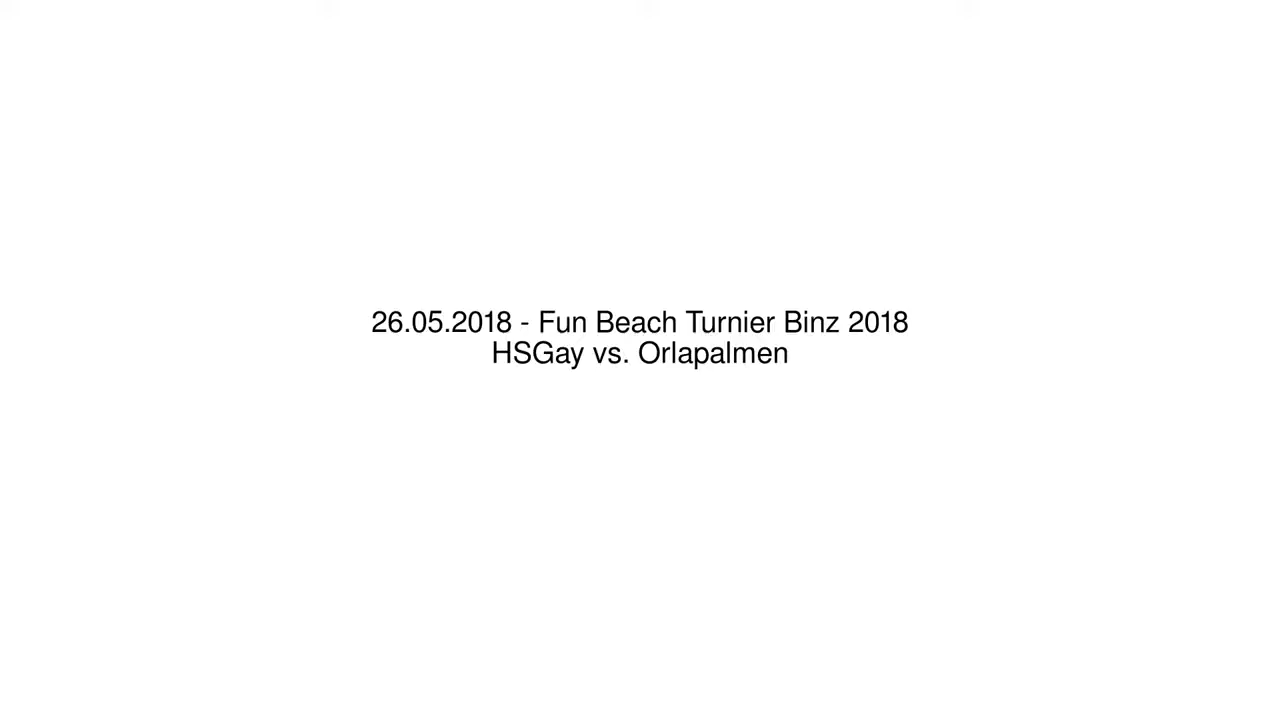 26.05.2018 - Fun Beach Turnier Binz 2018
HSGay vs. Orlapalmen